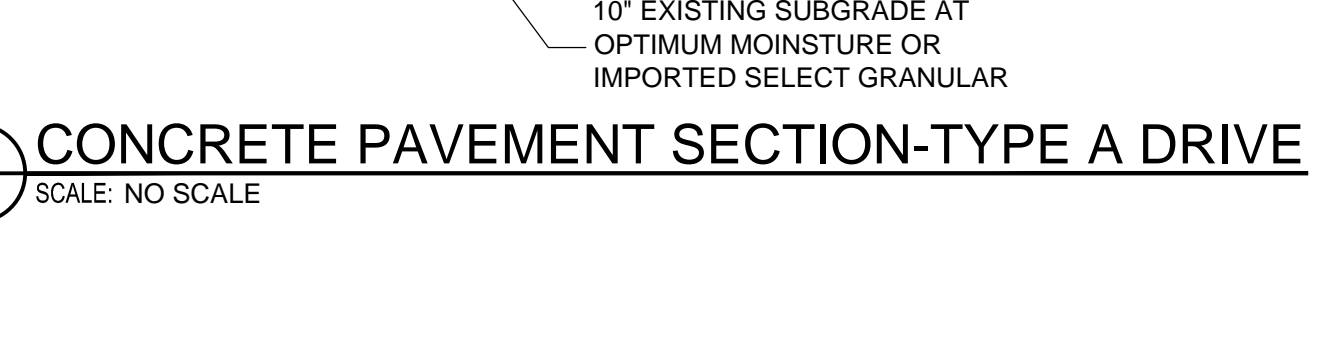 10" EXISTING SUBGRADE AT
OPTIMUM MOINSTURE OR
IMPORTED SELECT GRANULAR
CONCRETE PAVEMENT SECTION-TYPE A DRIVE
SCALE: NO SCALE